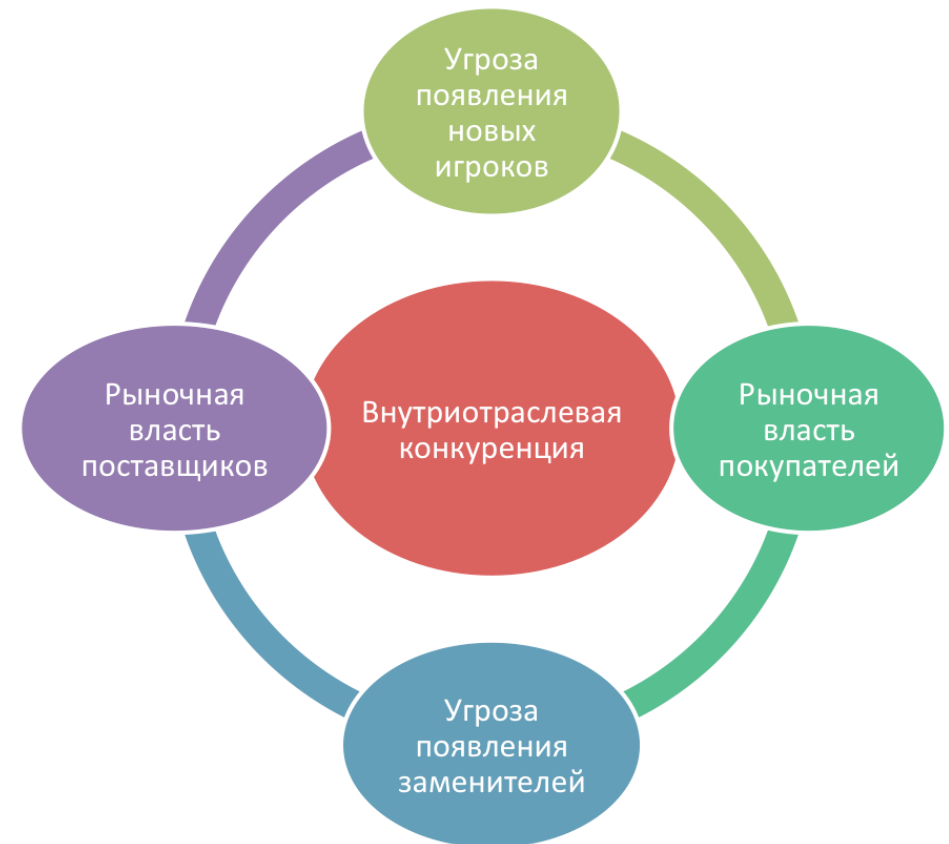 Угроза
появления
новых
игроков
Рыночная
власть
поставщиков
Внутриотраслевая
конкуренция
Рыночная
власть
покупателей
Угроза
появления
заменителей